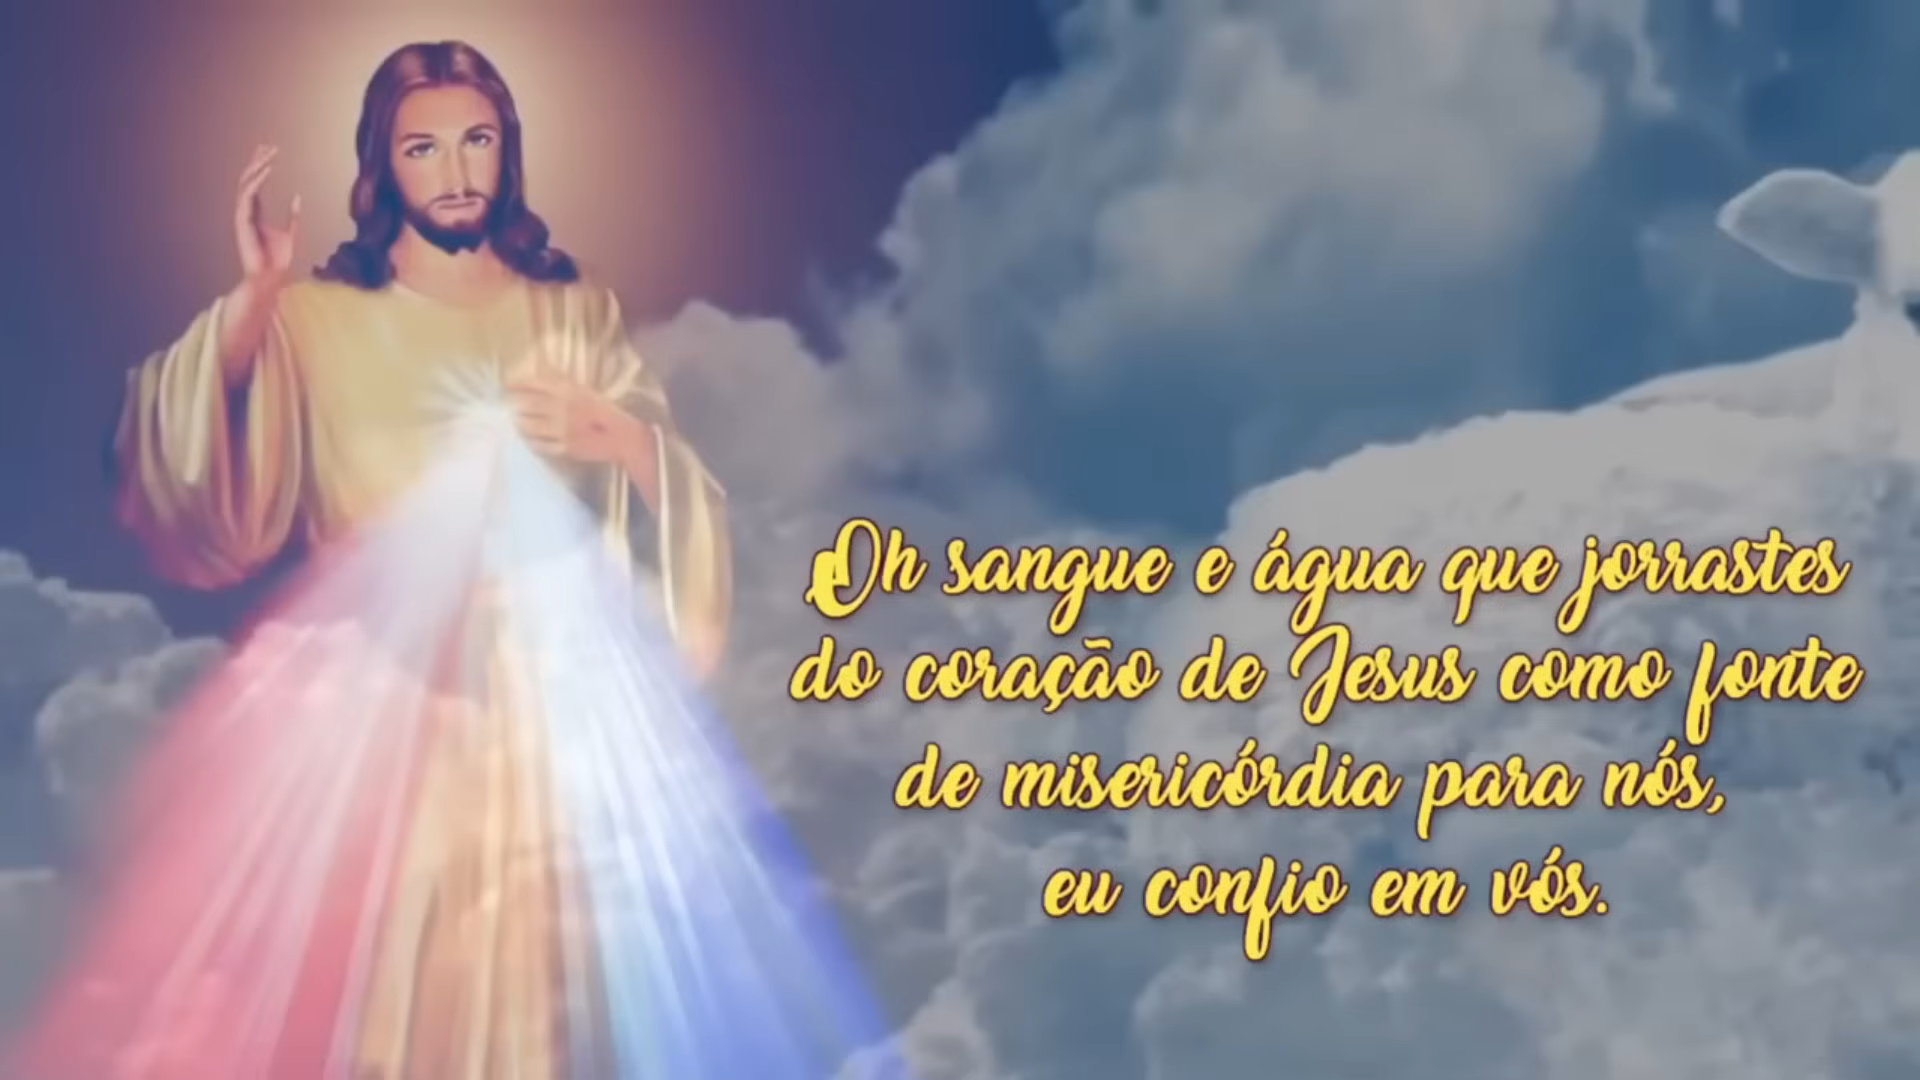 Oh sangue e água que jorrastes
do coração de Jesus como fonte
de misericórdia para nós,
eu confio em vós.